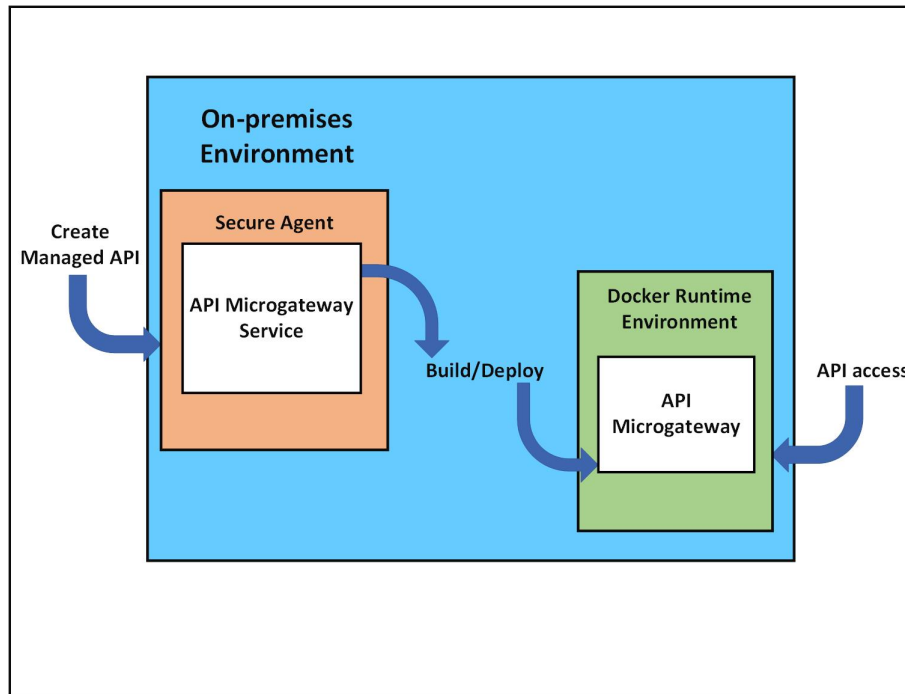 On-premises
Environment
Create
Managed API
Secure Agent
API Microgateway
Service
Build/Deploy
Docker Runtime
Environment
API
Microgateway
API access